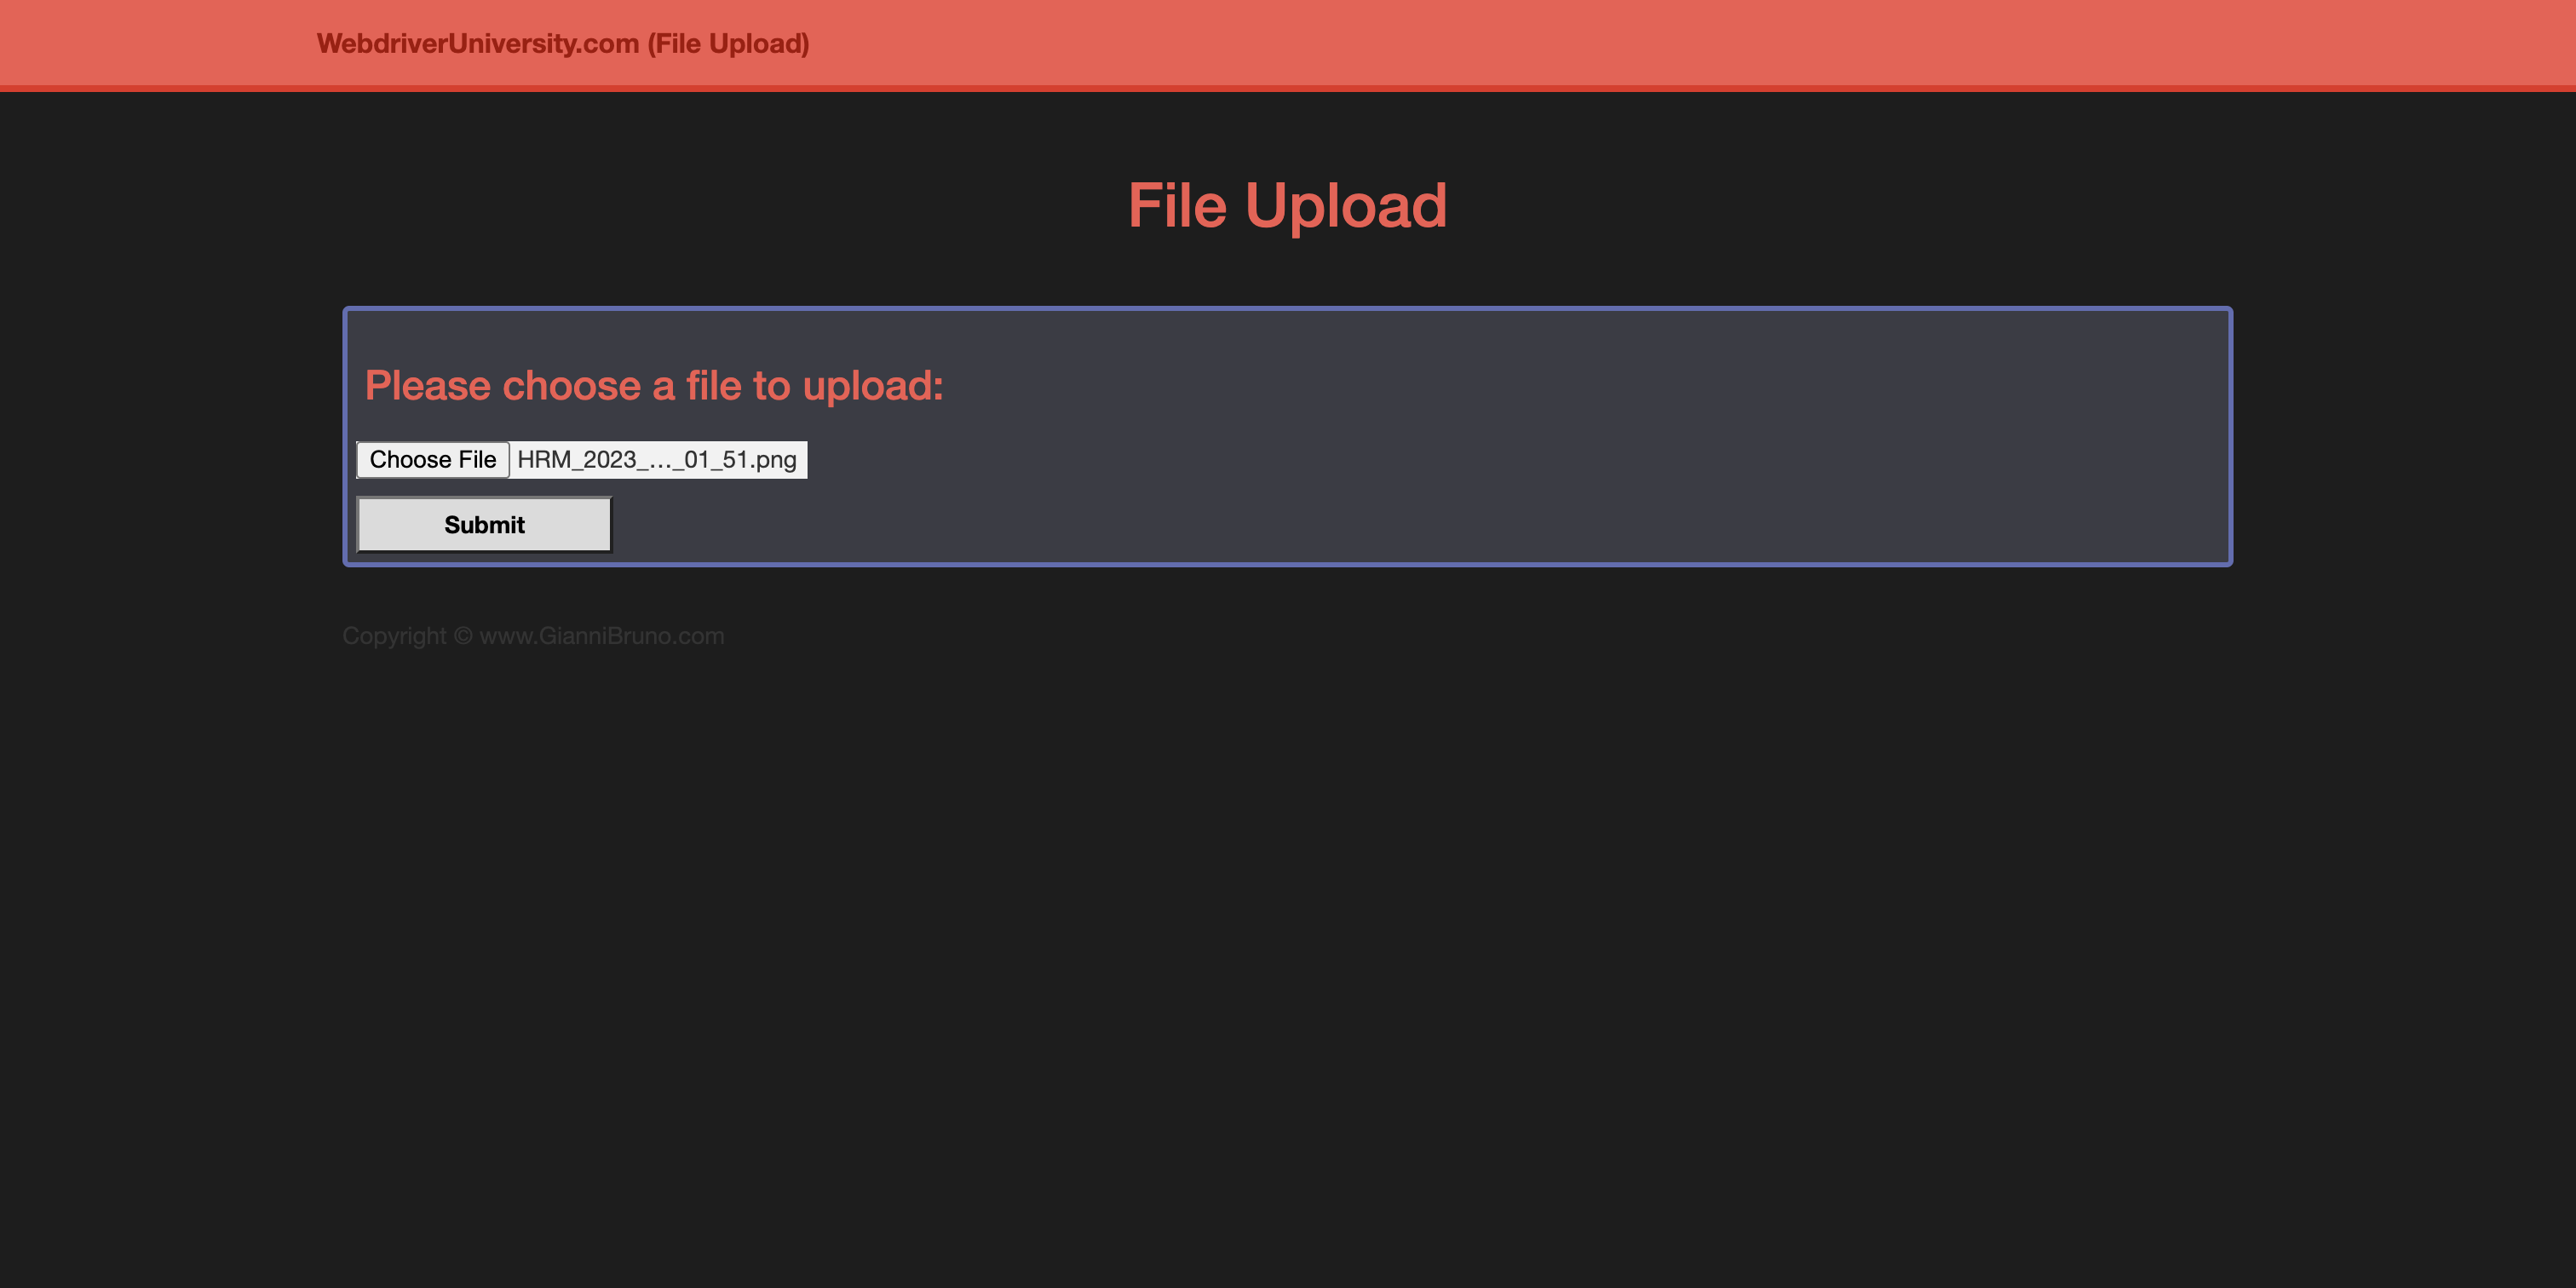 WebdriverUniversity.com (File Upload)
File Upload
Please choose a file to upload:
Choose File HRM_2023_…_01_51.png
Submit
Copyright © www.GianniBruno.com